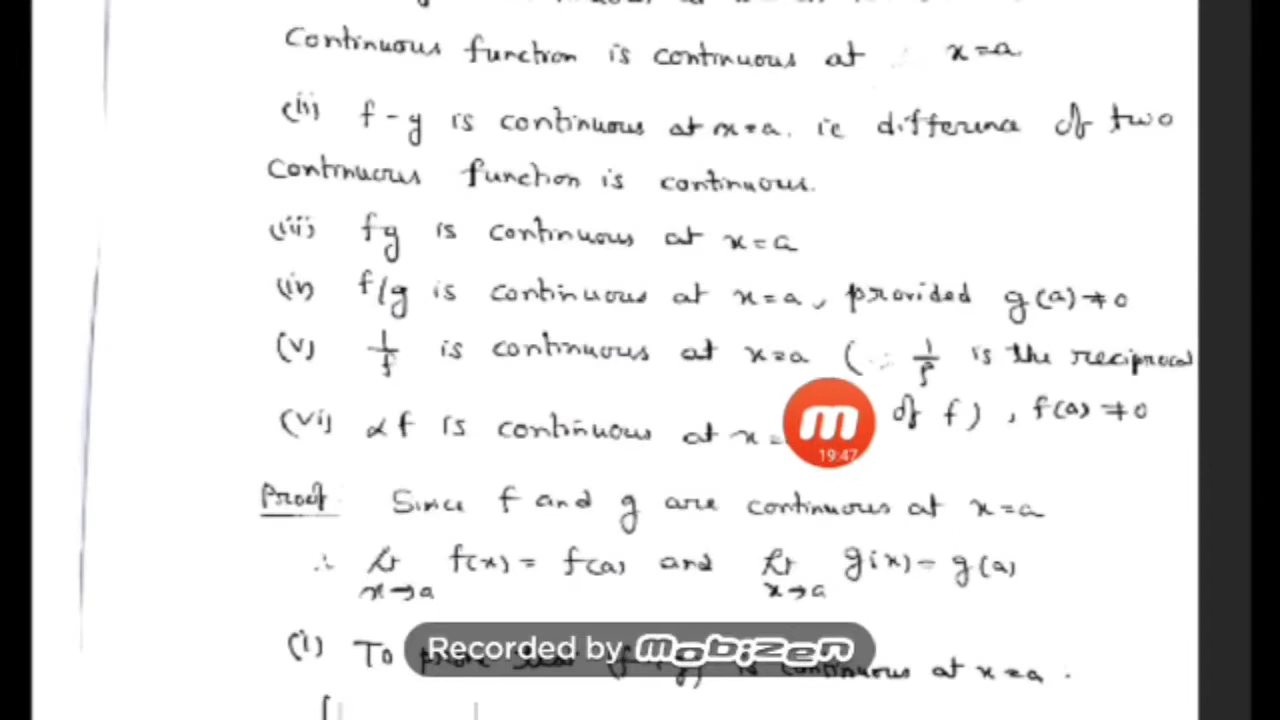 Continuous function is continuous at x=a
(ii) f-g is continuous at x=a. ie difference of two
Continuous function is continuous.
(iii) fg is continuous at x=a
(iv) f/g is continuous at x=a, provided g(a)≠0
(v) 1/f is continuous at x=a (∵ 1/f is the reciprocal
of f), f(a)≠0
(vi) αf is continuous at x=
19:47
Proof Since f and g are continuous at x=a
∴ Lt x→a f(x) = f(a) and Lt x→a g(x) = g(a)
(i) To is continuous at x=a.
Recorded by mobizen